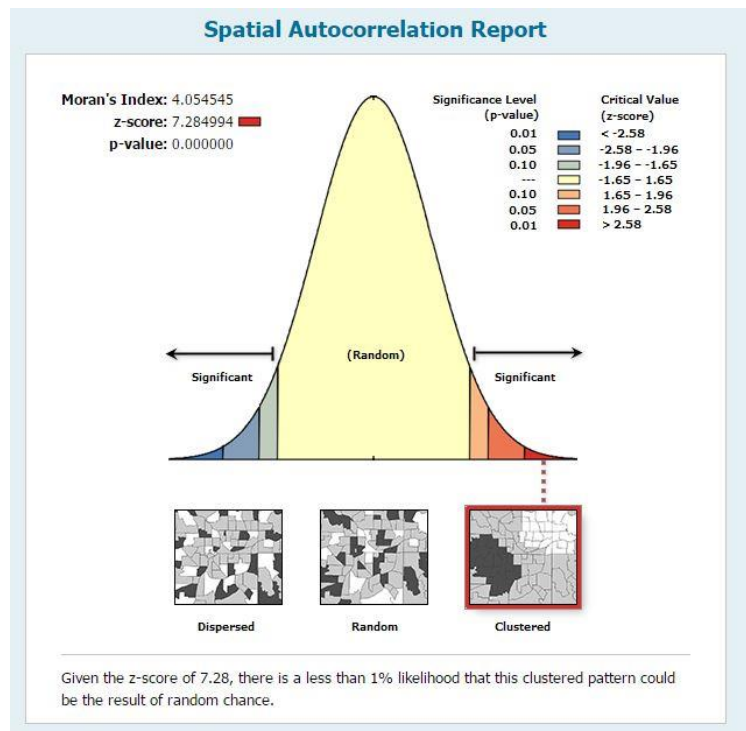 Spatial Autocorrelation Report
Moran's Index: 4.054545
z-score: 7.284994
p-value: 0.000000
Significance Level
(p-value)
Critical Value
(z-score)
0.01 < -2.58
0.05 -2.58 – -1.96
0.10 -1.96 – -1.65
--- -1.65 – 1.65
0.10 1.65 – 1.96
0.05 1.96 – 2.58
0.01 > 2.58
(Random)
Significant
Significant
Dispersed
Random
Clustered
Given the z-score of 7.28, there is a less than 1% likelihood that this clustered pattern could
be the result of random chance.